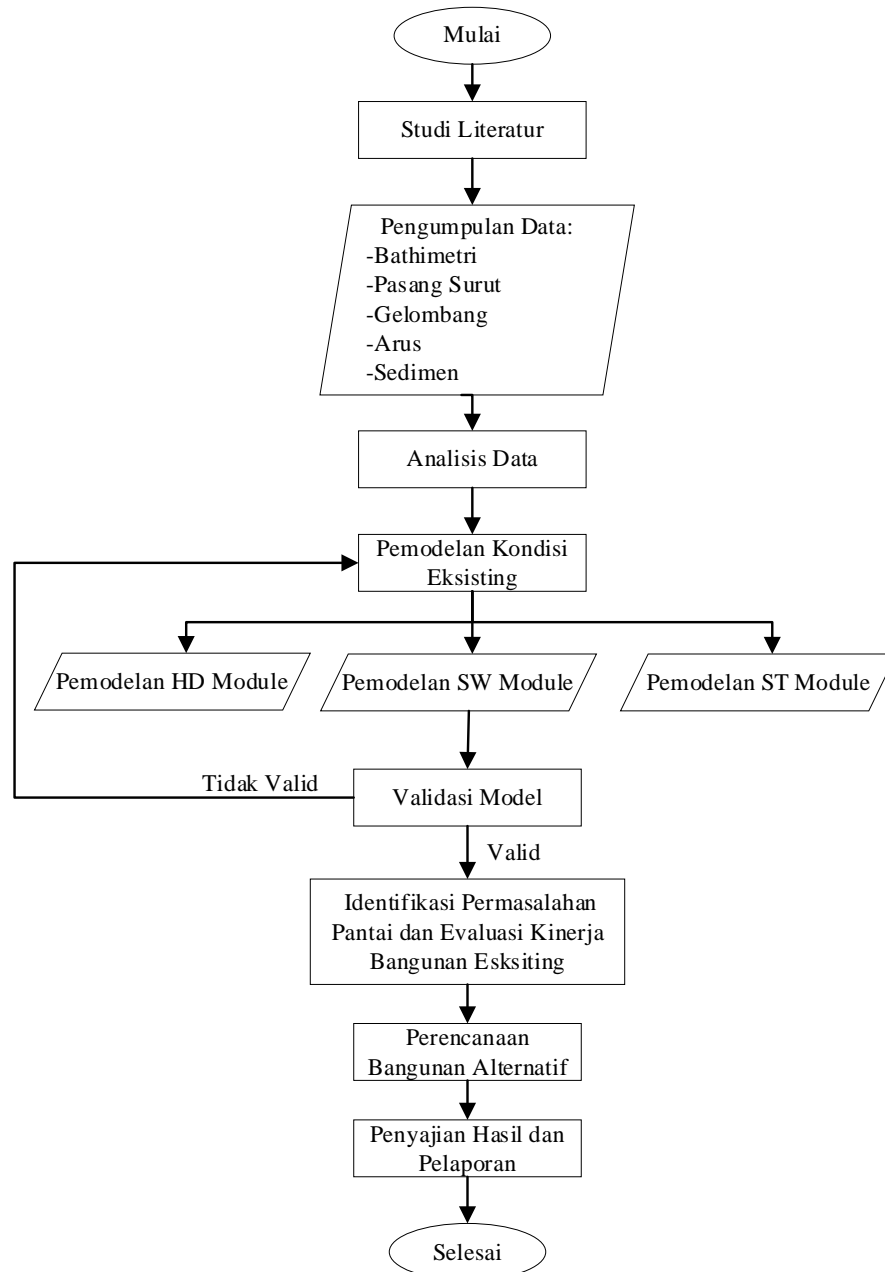 Mulai
Studi Literatur
Pengumpulan Data:
-Bathimetri
-Pasang Surut
-Gelombang
-Arus
-Sedimen
Analisis Data
Pemodelan Kondisi
Eksisting
Pemodelan HD Module
Pemodelan SW Module
Pemodelan ST Module
Tidak Valid
Validasi Model
Valid
Identifikasi Permasalahan
Pantai dan Evaluasi Kinerja
Bangunan Esksiting
Perencanaan
Bangunan Alternatif
Penyajian Hasil dan
Pelaporan
Selesai